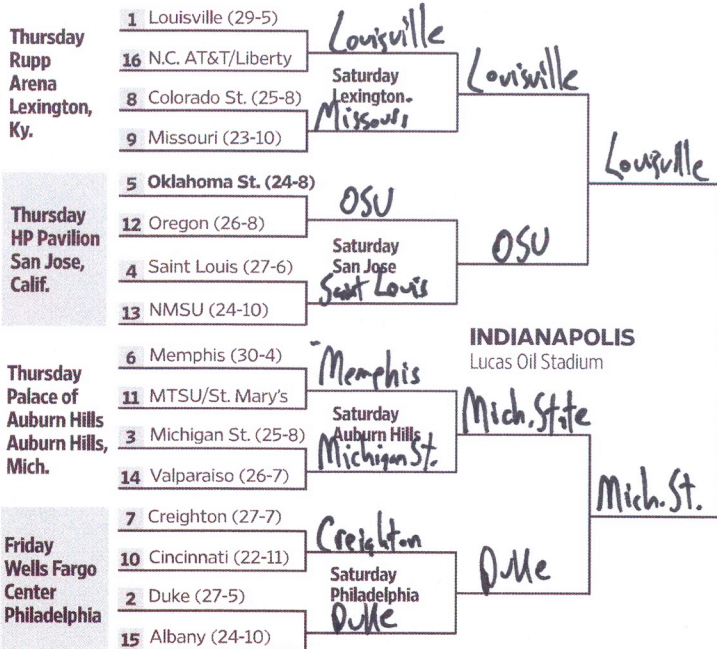 Thursday
Rupp
Arena
Lexington,
Ky.
1 Louisville (29-5)
16 N.C. AT&T/Liberty
8 Colorado St. (25-8)
9 Missouri (23-10)
Louisville
Saturday
Lexington.
Missouri
Louisville
Louisville
Thursday
HP Pavilion
San Jose,
Calif.
5 Oklahoma St. (24-8)
12 Oregon (26-8)
4 Saint Louis (27-6)
13 NMSU (24-10)
OSU
Saturday
San Jose
Saint Louis
OSU
INDIANAPOLIS
Lucas Oil Stadium
Thursday
Palace of
Auburn Hills
Auburn Hills,
Mich.
6 Memphis (30-4)
11 MTSU/St. Mary's
3 Michigan St. (25-8)
14 Valparaiso (26-7)
Memphis
Saturday
Auburn Hills
Michigan St.
Mich. State
Mich. St.
Friday
Wells Fargo
Center
Philadelphia
7 Creighton (27-7)
10 Cincinnati (22-11)
2 Duke (27-5)
15 Albany (24-10)
Creighton
Saturday
Philadelphia
Duke
Duke